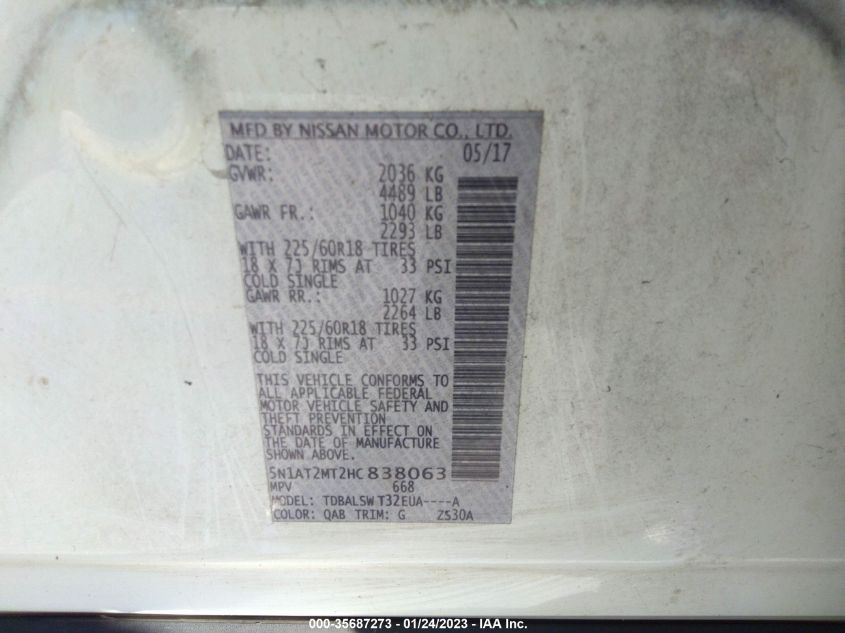 MFD BY NISSAN MOTOR CO., LTD.
DATE: 05/17
GVWR: 2036 KG
4489 LB
GAWR FR.: 1040 KG
2293 LB
WITH 225/60R18 TIRES
18 X 7J RIMS AT 33 PSI
COLD SINGLE
GAWR RR.: 1027 KG
2264 LB
WITH 225/60R18 TIRES
18 X 7J RIMS AT 33 PSI
COLD SINGLE
THIS VEHICLE CONFORMS TO
ALL APPLICABLE FEDERAL
MOTOR VEHICLE SAFETY AND
THEFT PREVENTION
STANDARDS IN EFFECT ON
THE DATE OF MANUFACTURE
SHOWN ABOVE.
5N1AT2MT2HC838063
MPV 668
MODEL: TDBALSW T32EUA----A
COLOR: QAB TRIM: G ZS30A
000-35687273 - 01/24/2023 - IAA Inc.